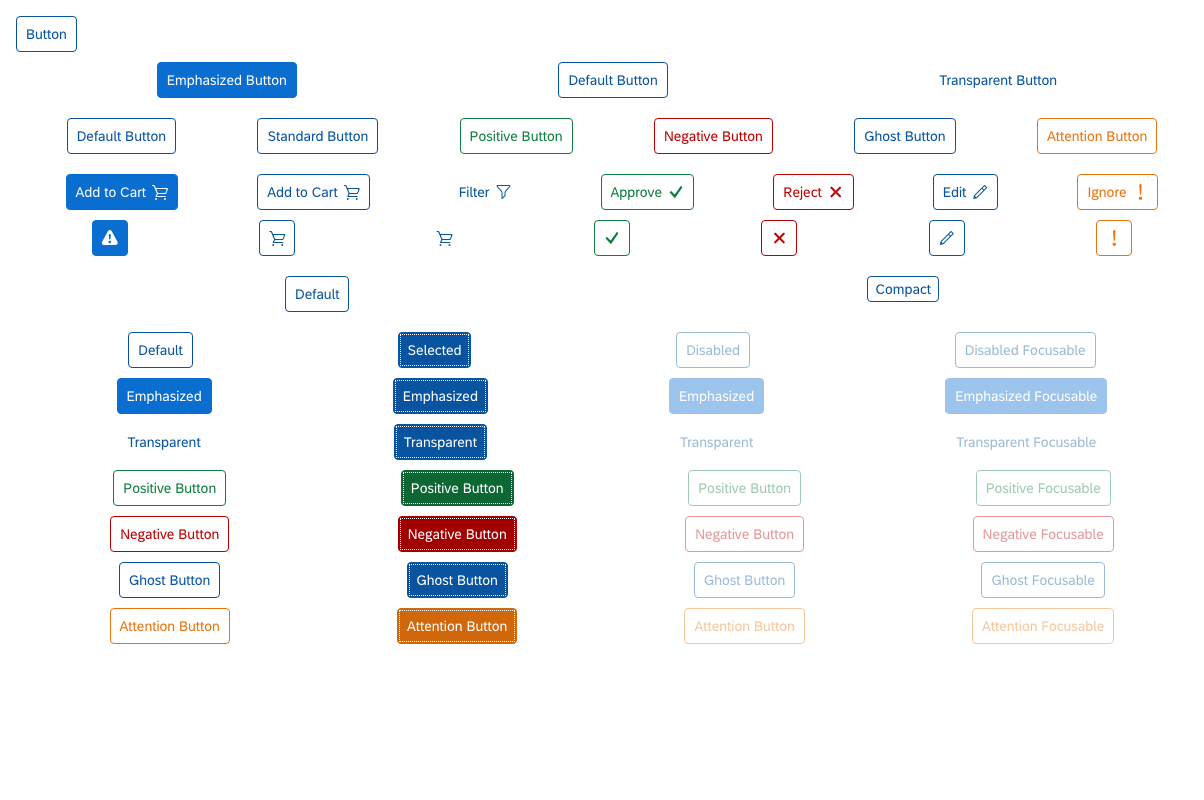 Button
Emphasized Button Default Button Transparent Button
Default Button Standard Button Positive Button Negative Button Ghost Button Attention Button
Add to Cart Add to Cart Filter Approve Reject Edit Ignore
Default Compact
Default Selected Disabled Disabled Focusable
Emphasized Emphasized Emphasized Emphasized Focusable
Transparent Transparent Transparent Transparent Focusable
Positive Button Positive Button Positive Button Positive Focusable
Negative Button Negative Button Negative Button Negative Focusable
Ghost Button Ghost Button Ghost Button Ghost Focusable
Attention Button Attention Button Attention Button Attention Focusable